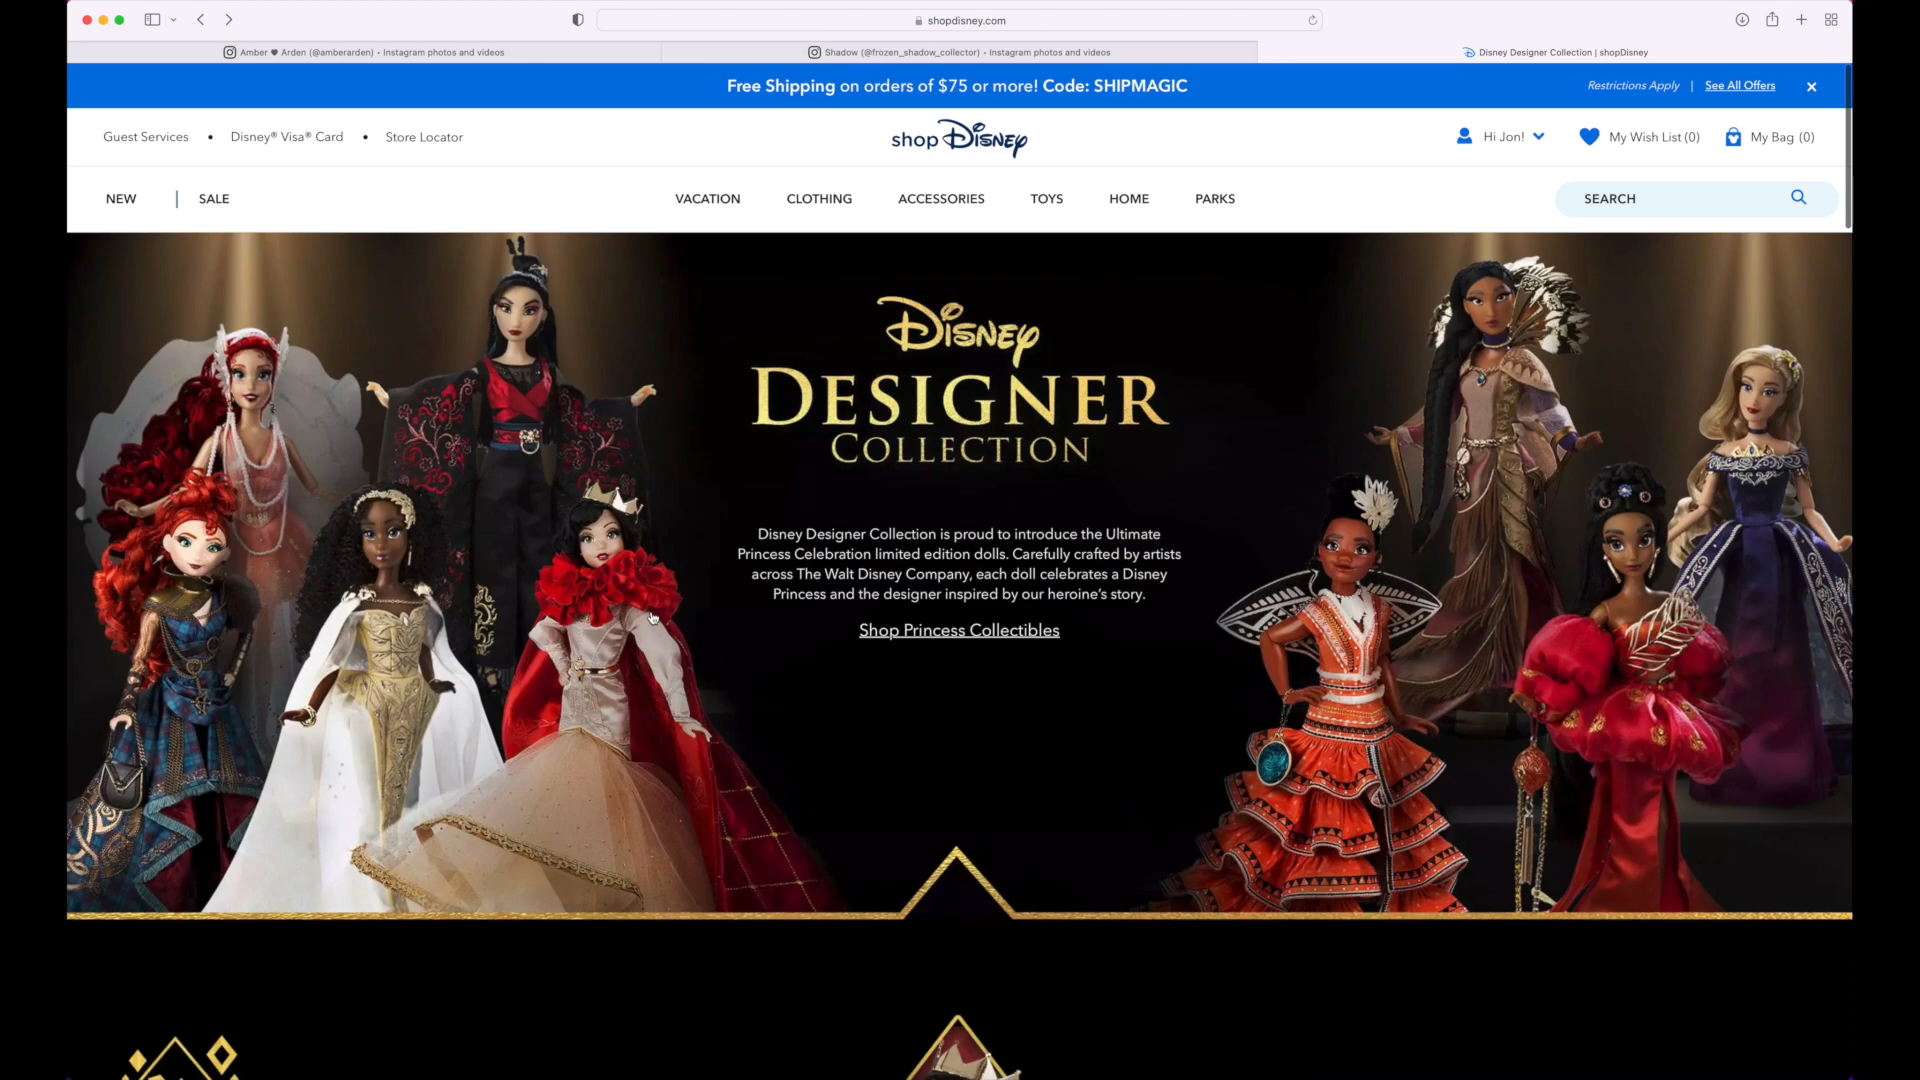 shopdisney.com
Amber ♥ Arden (@amberarden) • Instagram photos and videos
Shadow (@frozen_shadow_collector) • Instagram photos and videos
Disney Designer Collection | shopDisney
Free Shipping on orders of $75 or more! Code: SHIPMAGIC
Restrictions Apply | See All Offers
Guest Services • Disney® Visa® Card • Store Locator
shop Disney
Hi Jon!
My Wish List (0)
My Bag (0)
NEW | SALE
VACATION
CLOTHING
ACCESSORIES
TOYS
HOME
PARKS
SEARCH
Disney
DESIGNER
COLLECTION
Disney Designer Collection is proud to introduce the Ultimate
Princess Celebration limited edition dolls. Carefully crafted by artists
across The Walt Disney Company, each doll celebrates a Disney
Princess and the designer inspired by our heroine's story.
Shop Princess Collectibles